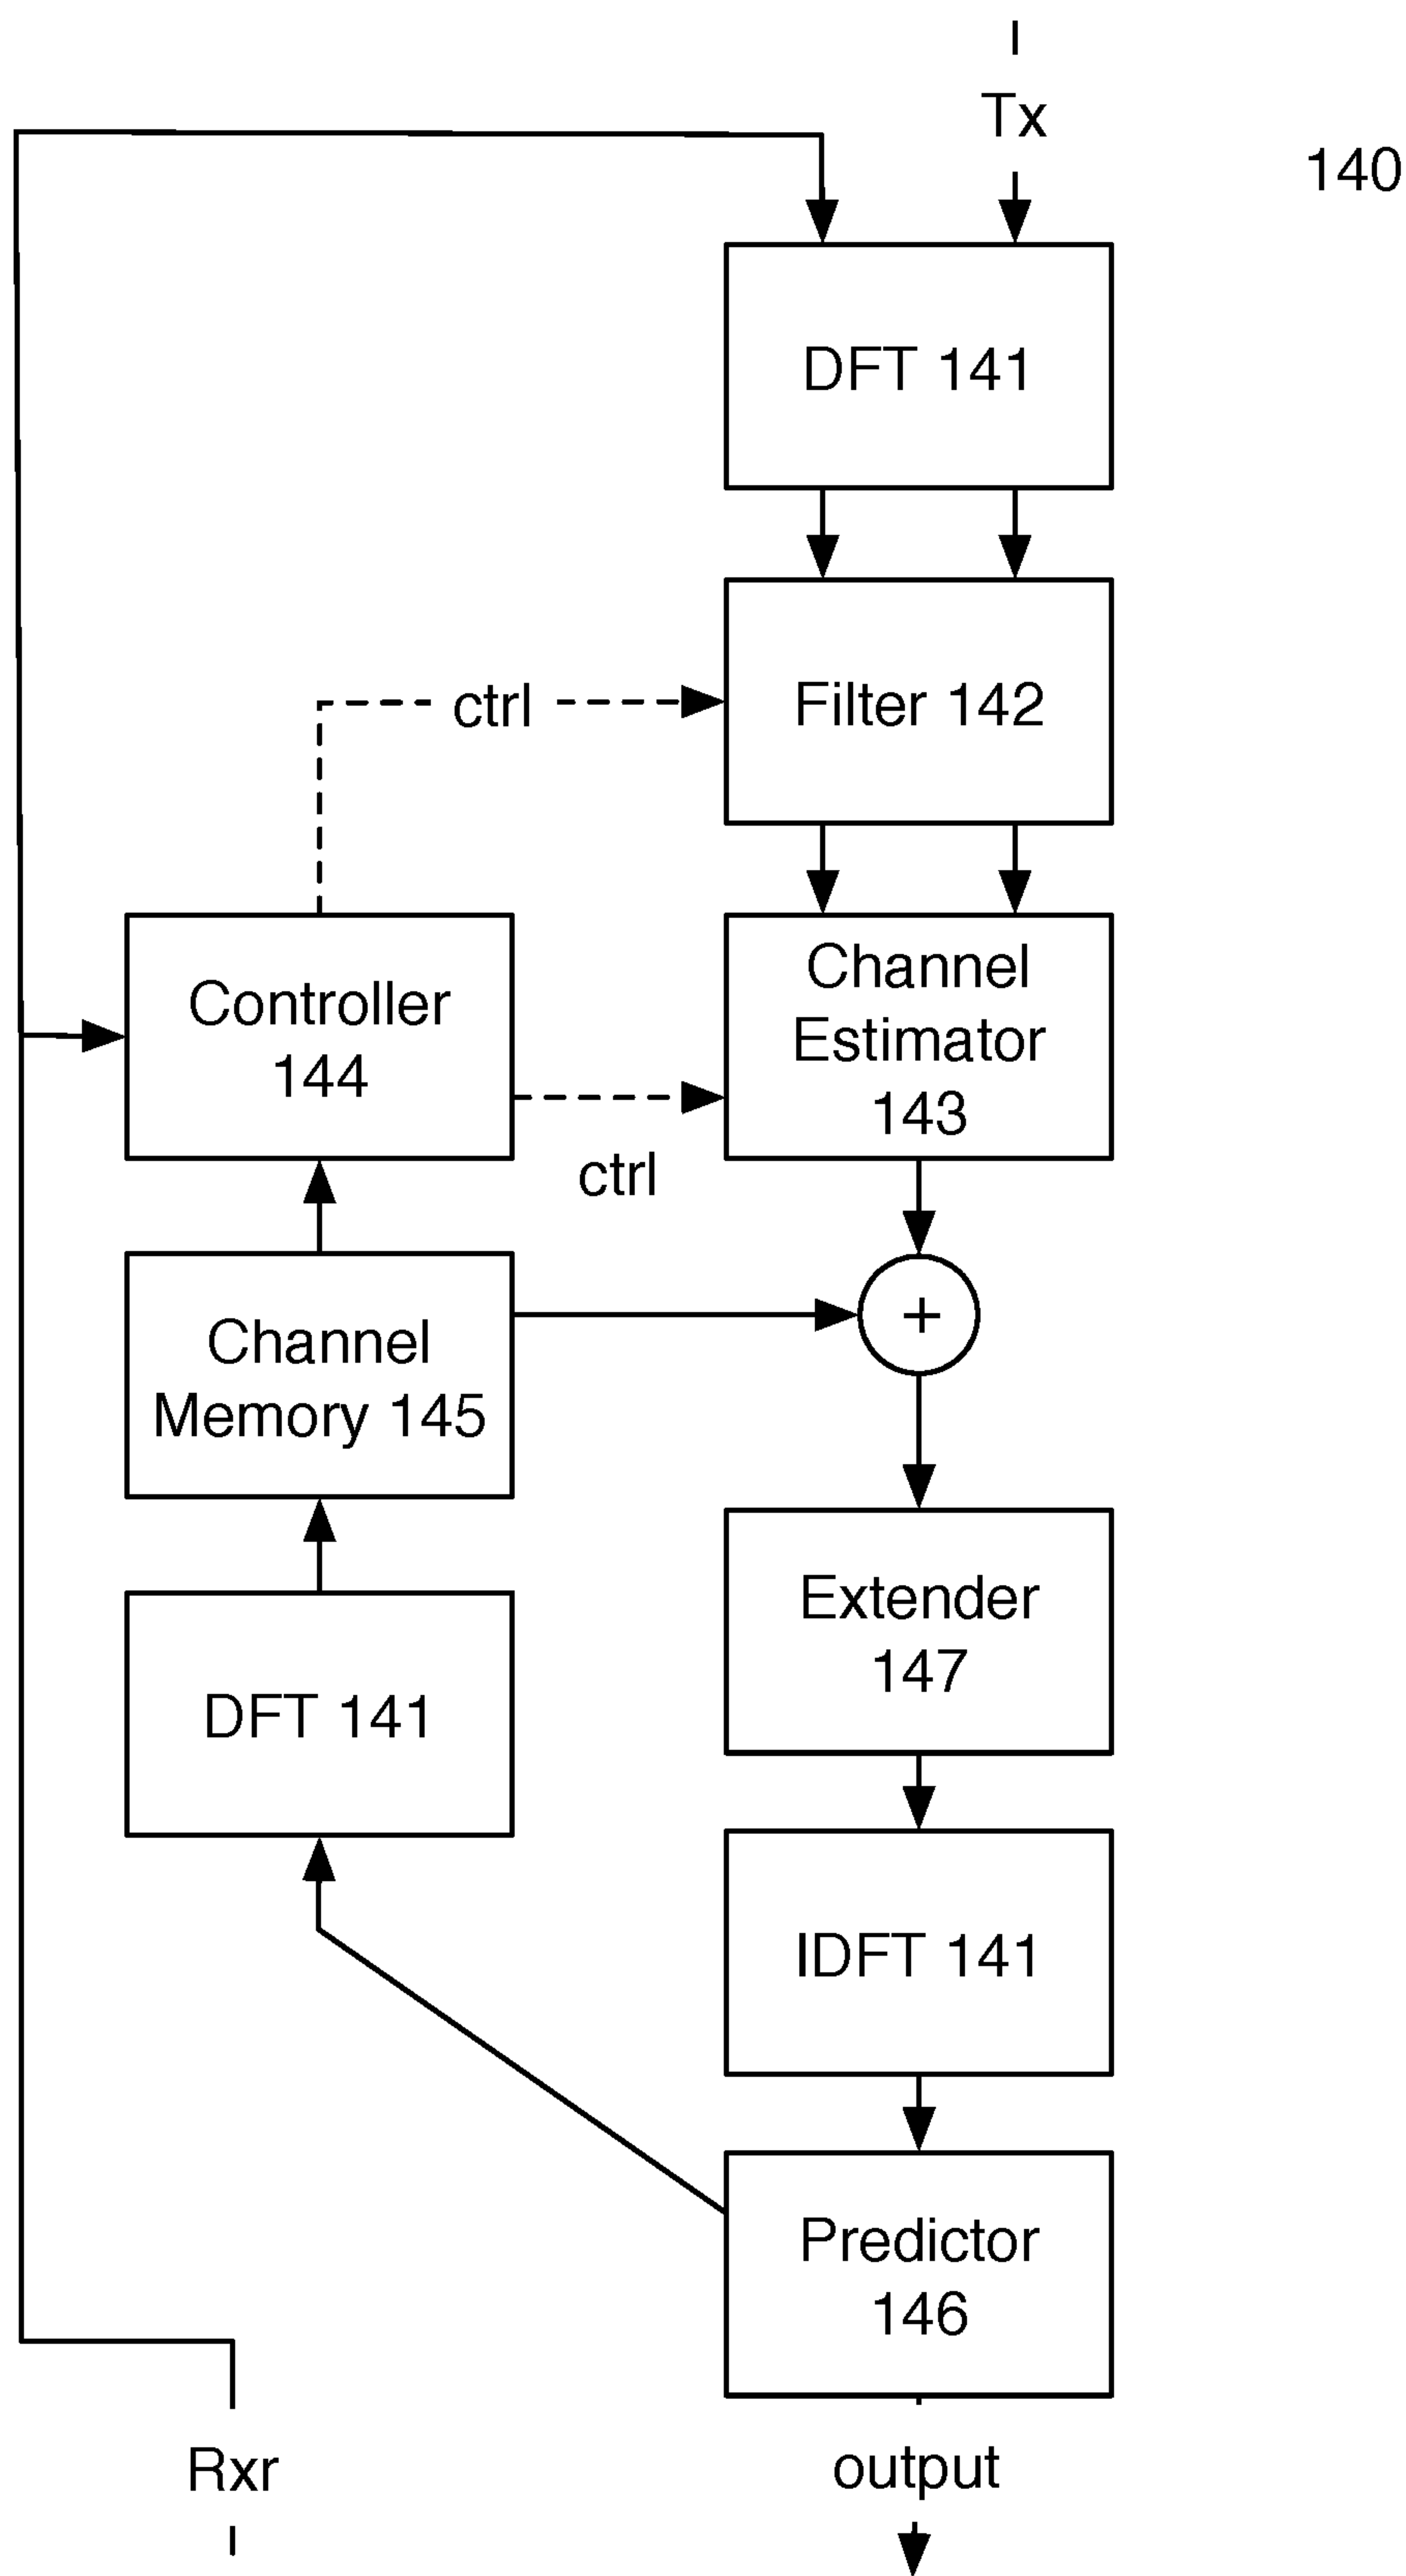 Tx
140
DFT 141
ctrl
Filter 142
Controller
144
Channel
Estimator
143
ctrl
+
Channel
Memory 145
Extender
147
DFT 141
IDFT 141
Predictor
146
Rxr
output